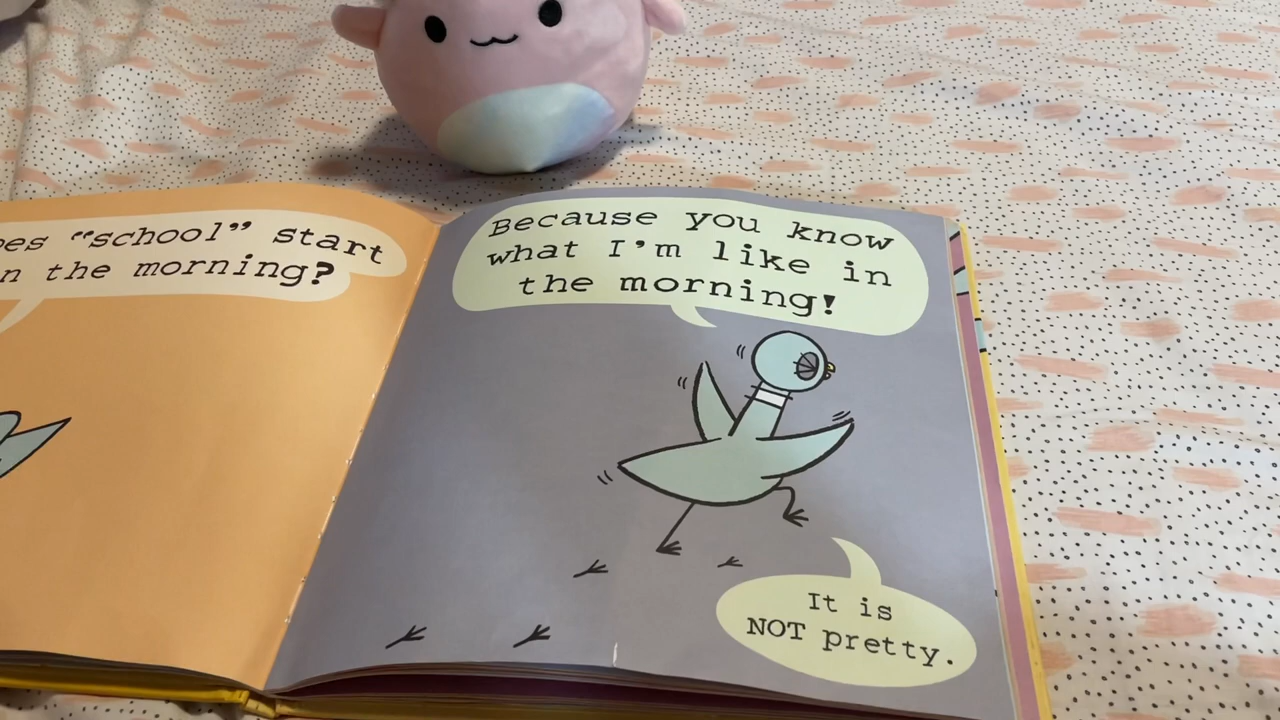 "school" start
the morning?
Because you know
what I'm like in
the morning!
It is
NOT pretty.